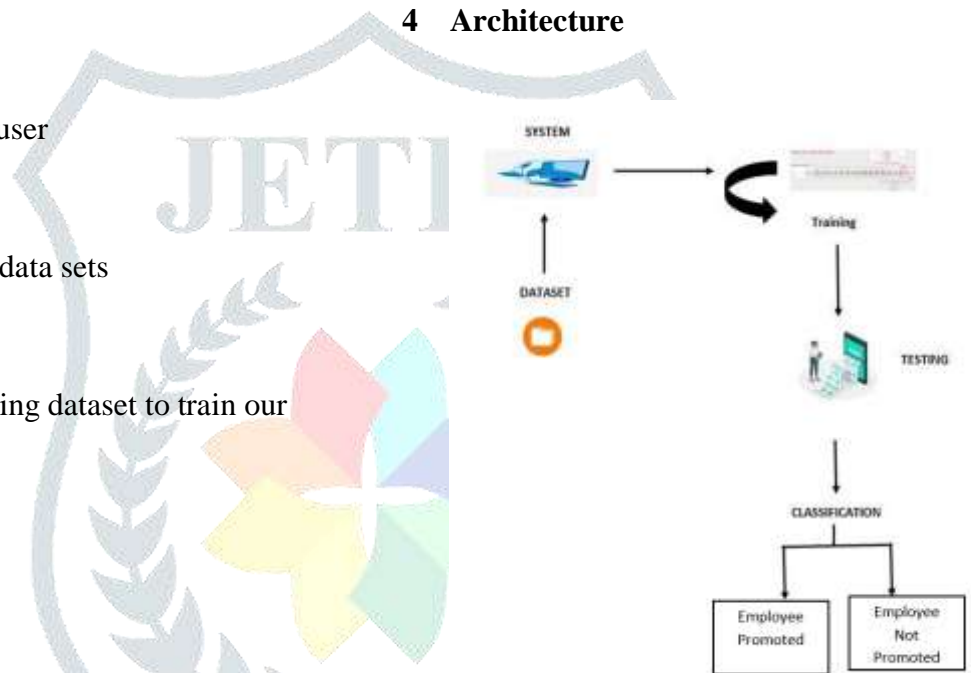 4 Architecture
user
data sets
ing dataset to train our
JETI
SYSTEM
DATASET
Training
TESTING
CLASSIFICATION
Employee
Promoted
Employee
Not
Promoted